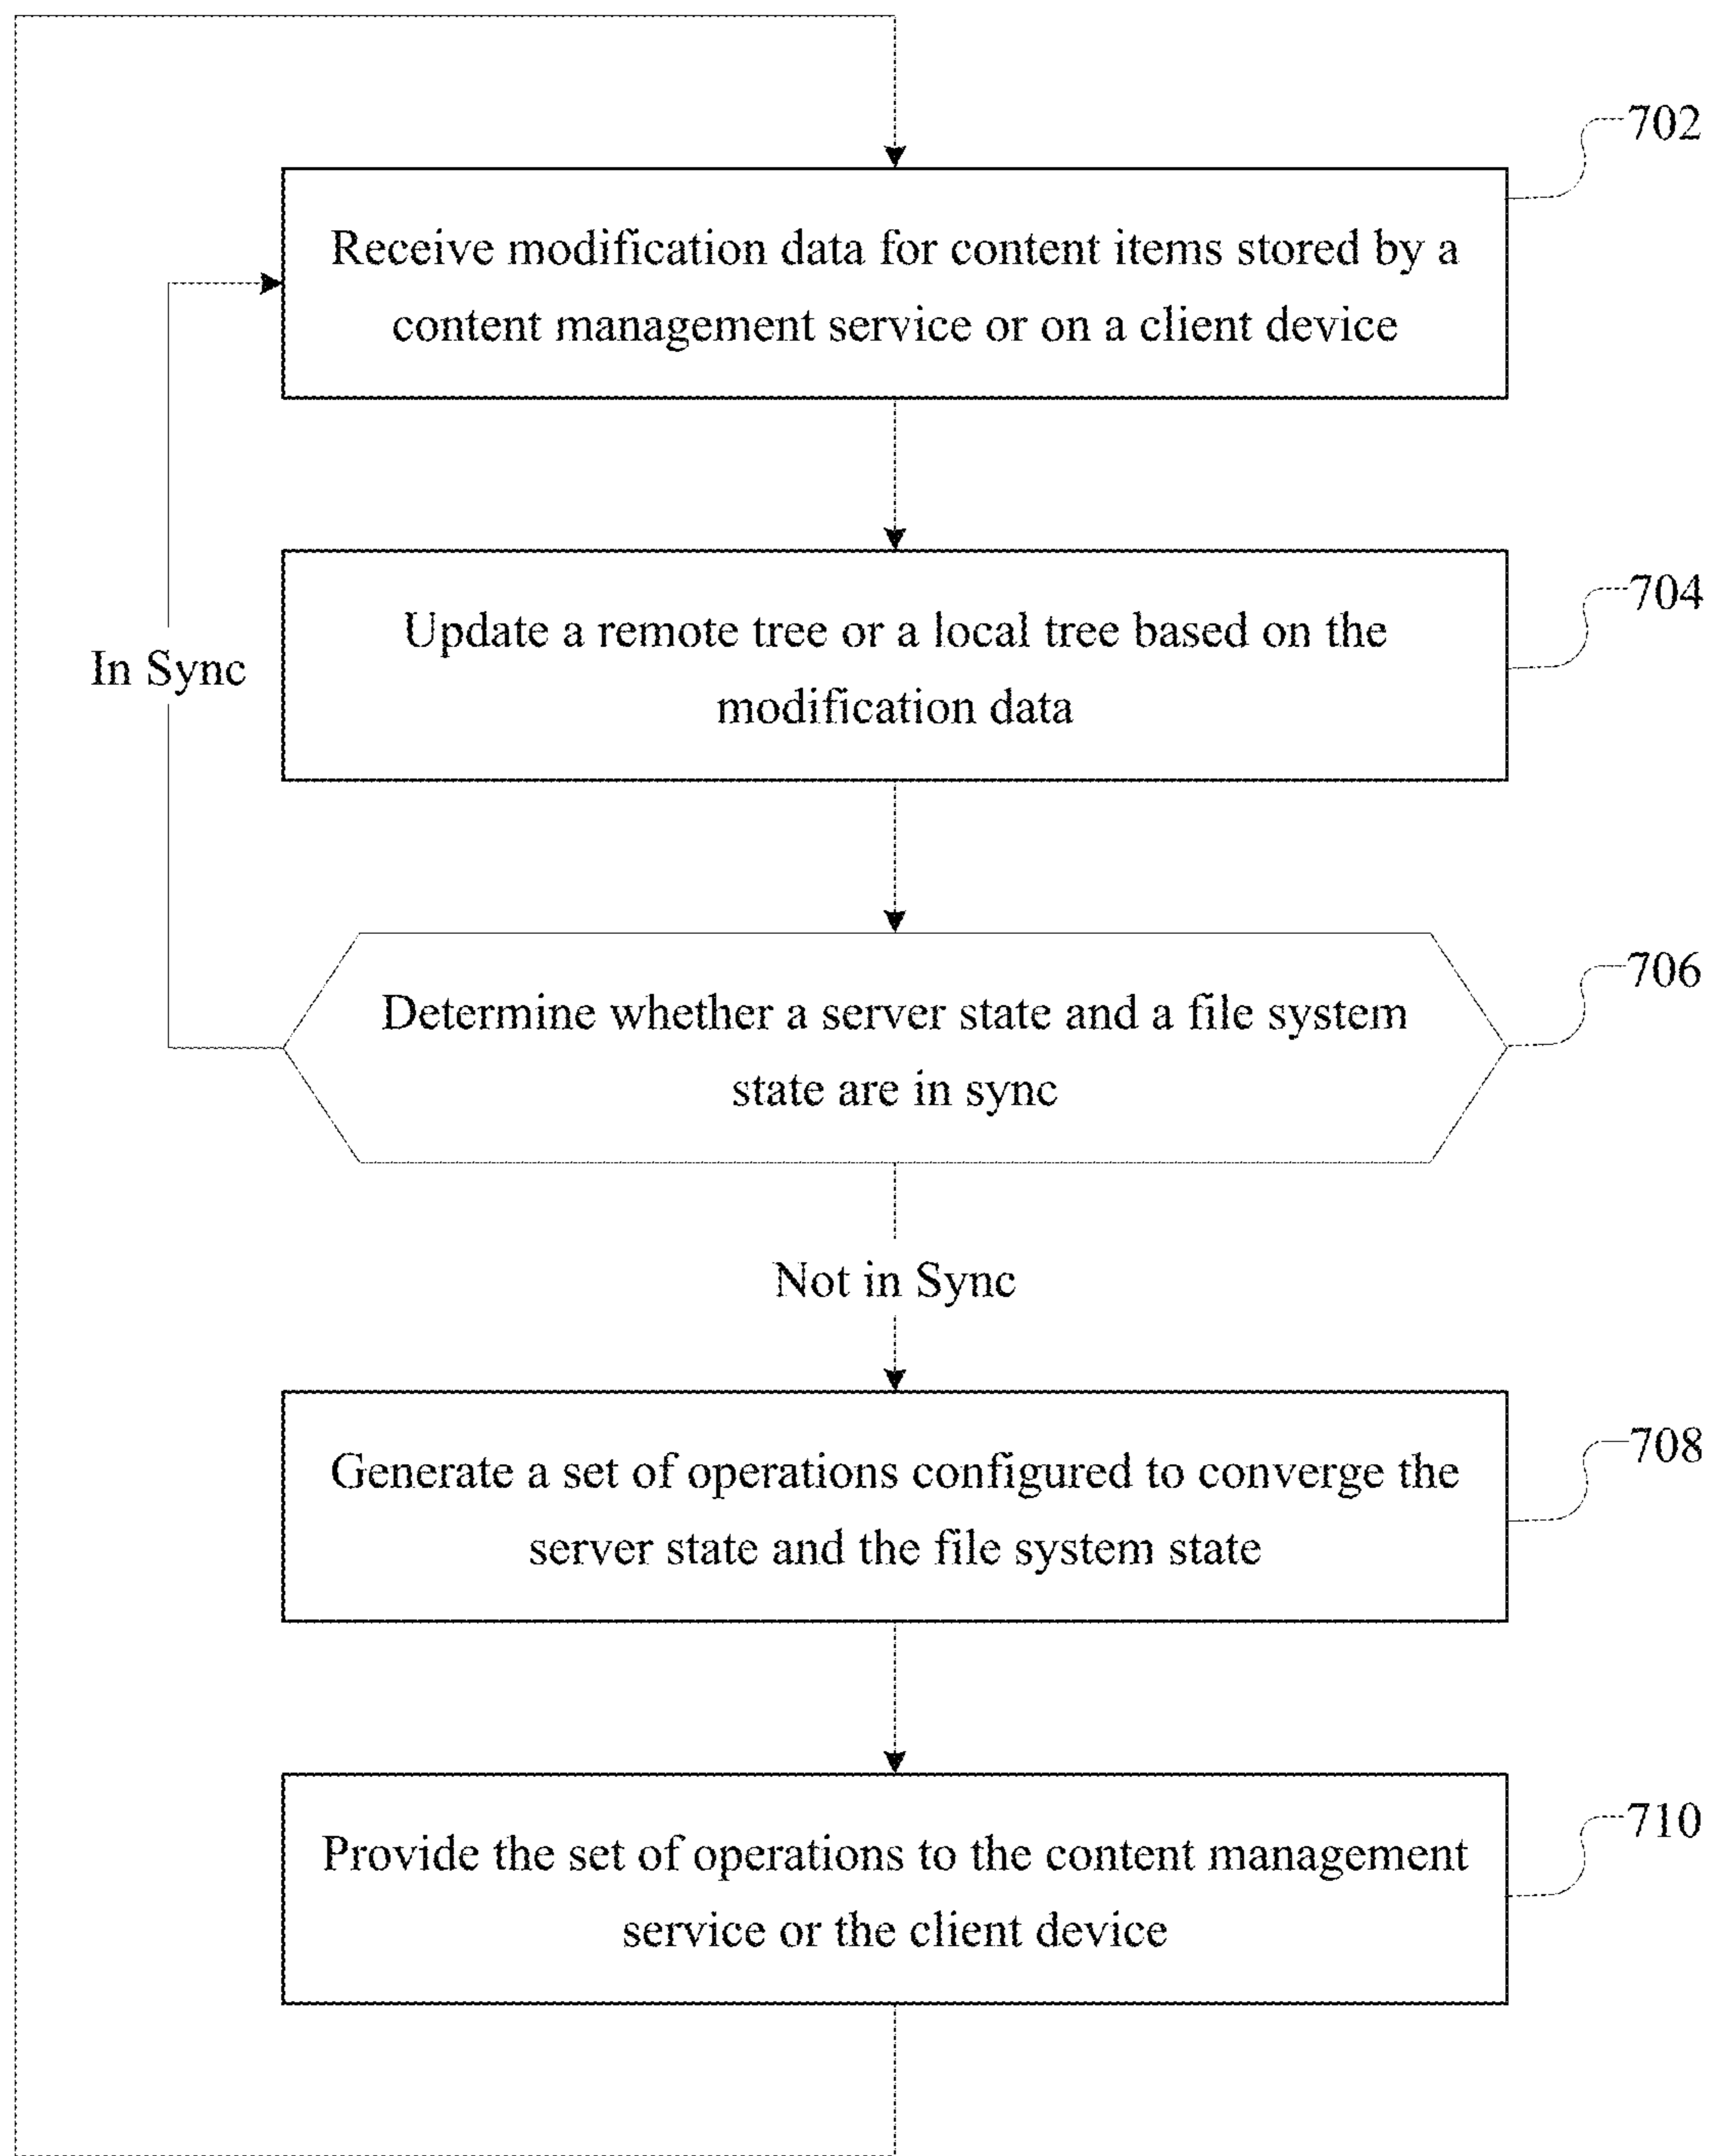 702
Receive modification data for content items stored by a
content management service or on a client device
704
Update a remote tree or a local tree based on the
modification data
In Sync
706
Determine whether a server state and a file system
state are in sync
Not in Sync
708
Generate a set of operations configured to converge the
server state and the file system state
710
Provide the set of operations to the content management
service or the client device